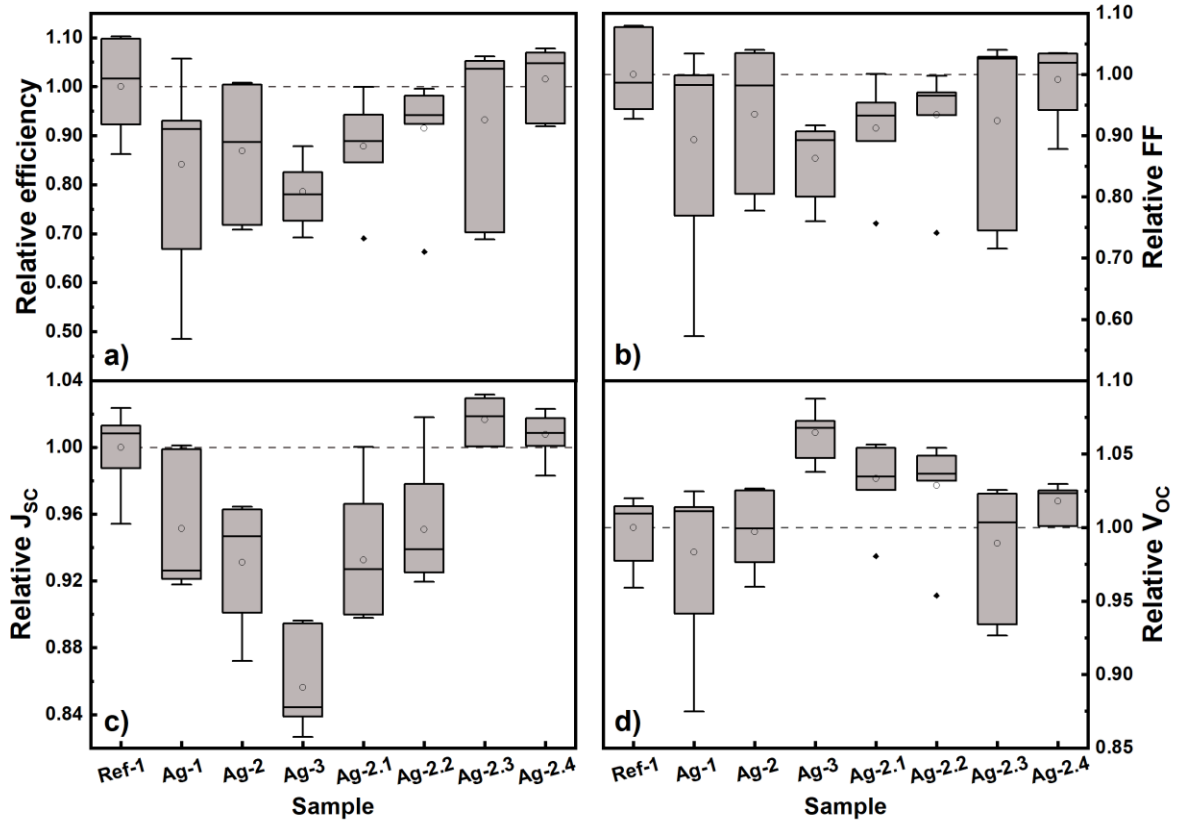 Relative efficiency
1.10
1.00
0.90
0.80
0.70
0.60
0.50
a)
Relative FF
1.10
1.00
0.90
0.80
0.70
0.60
b)
Relative JSC
1.04
1.00
0.96
0.92
0.88
0.84
c)
Relative VOC
1.10
1.05
1.00
0.95
0.90
0.85
d)
Ref-1 Ag-1 Ag-2 Ag-3 Ag-2.1 Ag-2.2 Ag-2.3 Ag-2.4
Sample
Ref-1 Ag-1 Ag-2 Ag-3 Ag-2.1 Ag-2.2 Ag-2.3 Ag-2.4
Sample